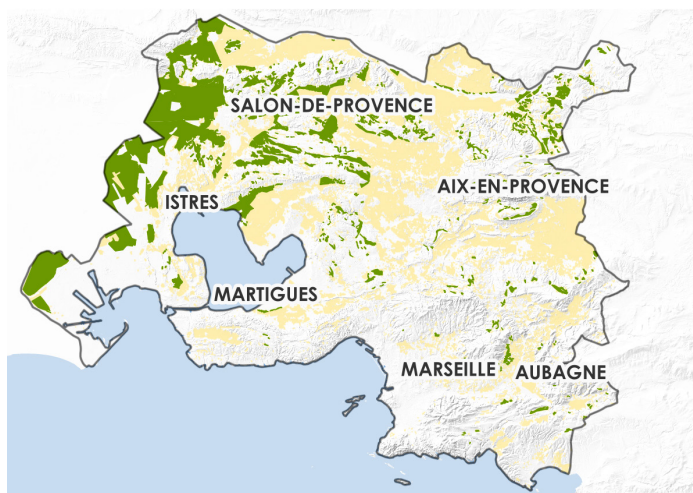 SALON-DE-PROVENCE
AIX-EN-PROVENCE
ISTRES
MARTIGUES
MARSEILLE
AUBAGNE